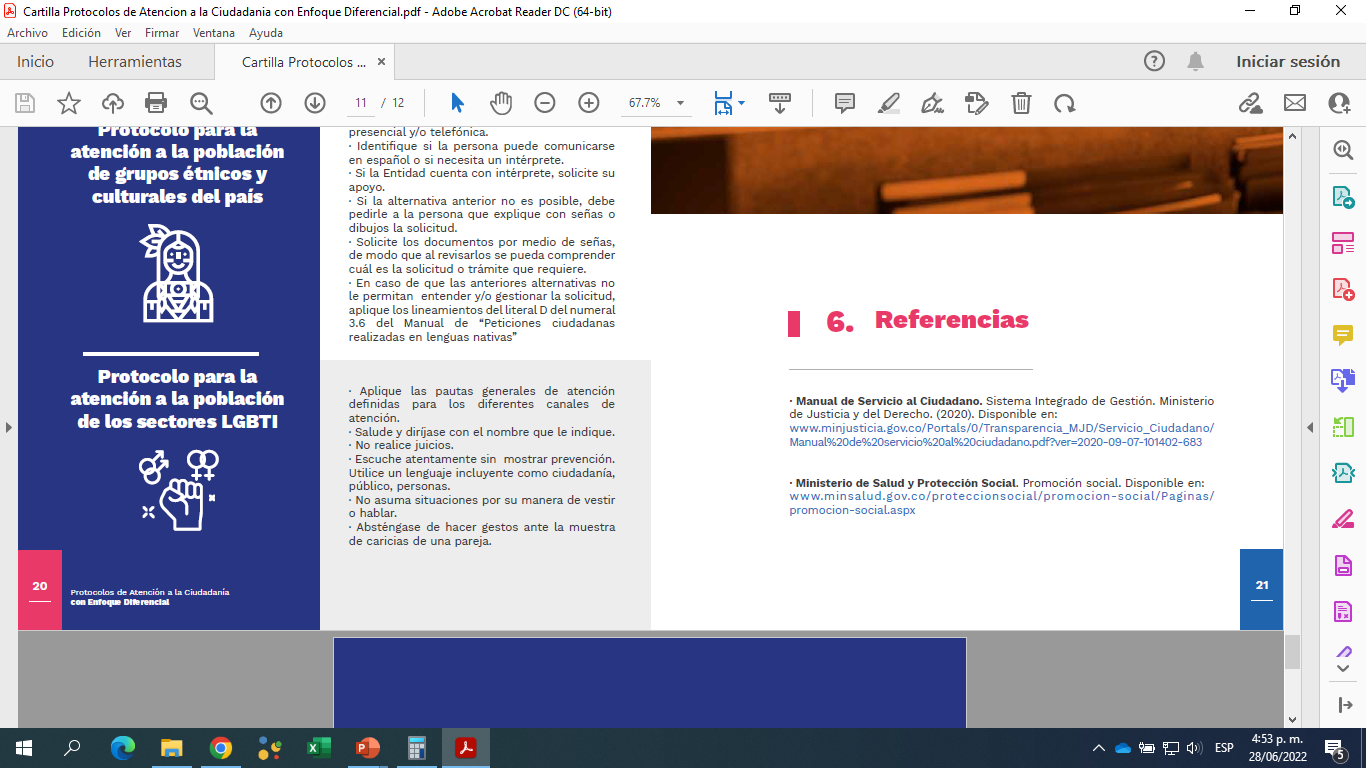 Cartilla Protocolos de Atencion a la Ciudadania con Enfoque Diferencial.pdf - Adobe Acrobat Reader DC (64-bit)
Archivo Edición Ver Firmar Ventana Ayuda
Inicio Herramientas Cartilla Protocolos ... × Iniciar sesión
11 / 12 67.7%
Protocolo para la
atención a la población
de grupos étnicos y
culturales del país
presencial y/o telefónica.
· Identifique si la persona puede comunicarse
en español o si necesita un intérprete.
· Si la Entidad cuenta con intérprete, solicite su
apoyo.
· Si la alternativa anterior no es posible, debe
pedirle a la persona que explique con señas o
dibujos la solicitud.
· Solicite los documentos por medio de señas,
de modo que al revisarlos se pueda comprender
cuál es la solicitud o trámite que requiere.
· En caso de que las anteriores alternativas no
le permitan entender y/o gestionar la solicitud,
aplique los lineamientos del literal D del numeral
3.6 del Manual de “Peticiones ciudadanas
realizadas en lenguas nativas”
Protocolo para la
atención a la población
de los sectores LGBTI
· Aplique las pautas generales de atención
definidas para los diferentes canales de
atención.
· Salude y diríjase con el nombre que le indique.
· No realice juicios.
· Escuche atentamente sin mostrar prevención.
Utilice un lenguaje incluyente como ciudadanía,
público, personas.
· No asuma situaciones por su manera de vestir
o hablar.
· Absténgase de hacer gestos ante la muestra
de caricias de una pareja.
20
Protocolos de Atención a la Ciudadanía
con Enfoque Diferencial
6. Referencias
· Manual de Servicio al Ciudadano. Sistema Integrado de Gestión. Ministerio
de Justicia y del Derecho. (2020). Disponible en:
www.minjusticia.gov.co/Portals/0/Transparencia_MJD/Servicio_Ciudadano/
Manual%20de%20servicio%20al%20ciudadano.pdf?ver=2020-09-07-101402-683
· Ministerio de Salud y Protección Social. Promoción social. Disponible en:
www.minsalud.gov.co/proteccionsocial/promocion-social/Paginas/
promocion-social.aspx
21
ESP
4:53 p. m.
28/06/2022
5